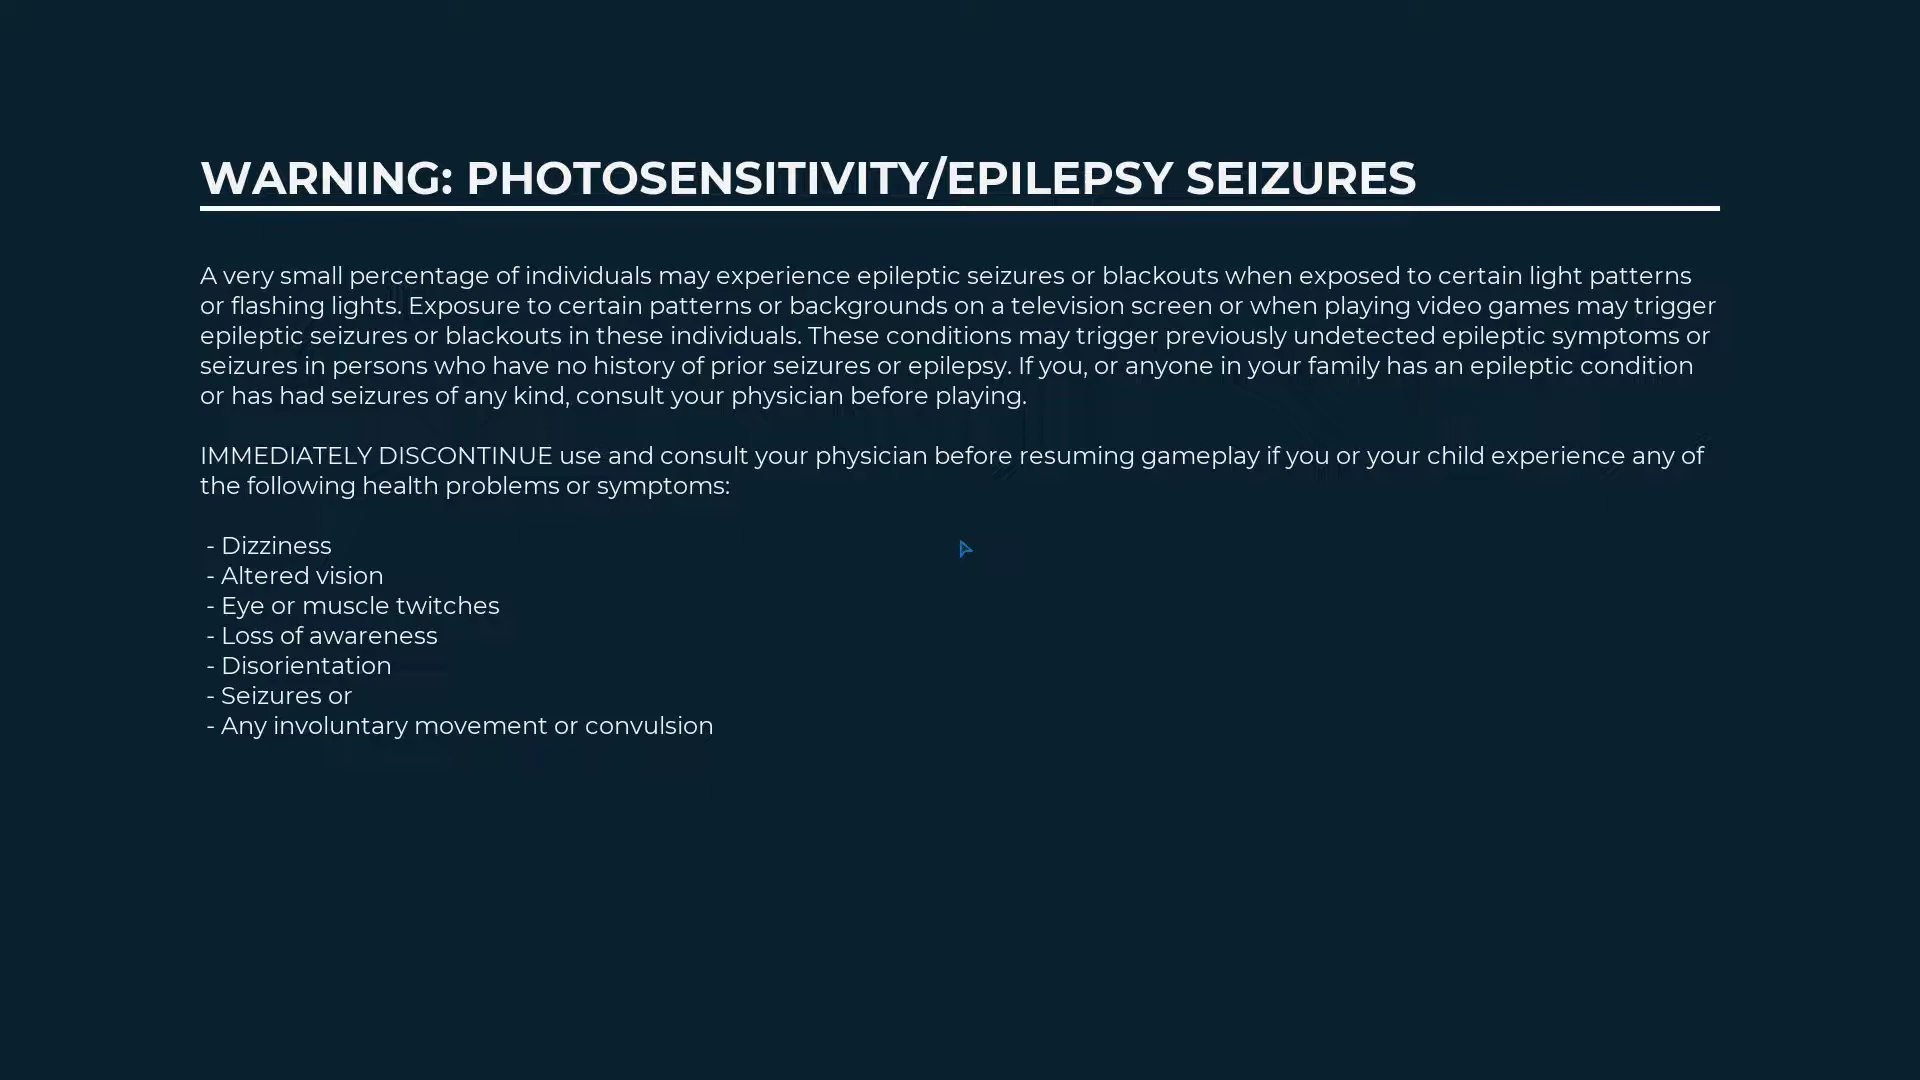 WARNING: PHOTOSENSITIVITY/EPILEPSY SEIZURES
A very small percentage of individuals may experience epileptic seizures or blackouts when exposed to certain light patterns
or flashing lights. Exposure to certain patterns or backgrounds on a television screen or when playing video games may trigger
epileptic seizures or blackouts in these individuals. These conditions may trigger previously undetected epileptic symptoms or
seizures in persons who have no history of prior seizures or epilepsy. If you, or anyone in your family has an epileptic condition
or has had seizures of any kind, consult your physician before playing.
IMMEDIATELY DISCONTINUE use and consult your physician before resuming gameplay if you or your child experience any of
the following health problems or symptoms:
- Dizziness
- Altered vision
- Eye or muscle twitches
- Loss of awareness
- Disorientation
- Seizures or
- Any involuntary movement or convulsion